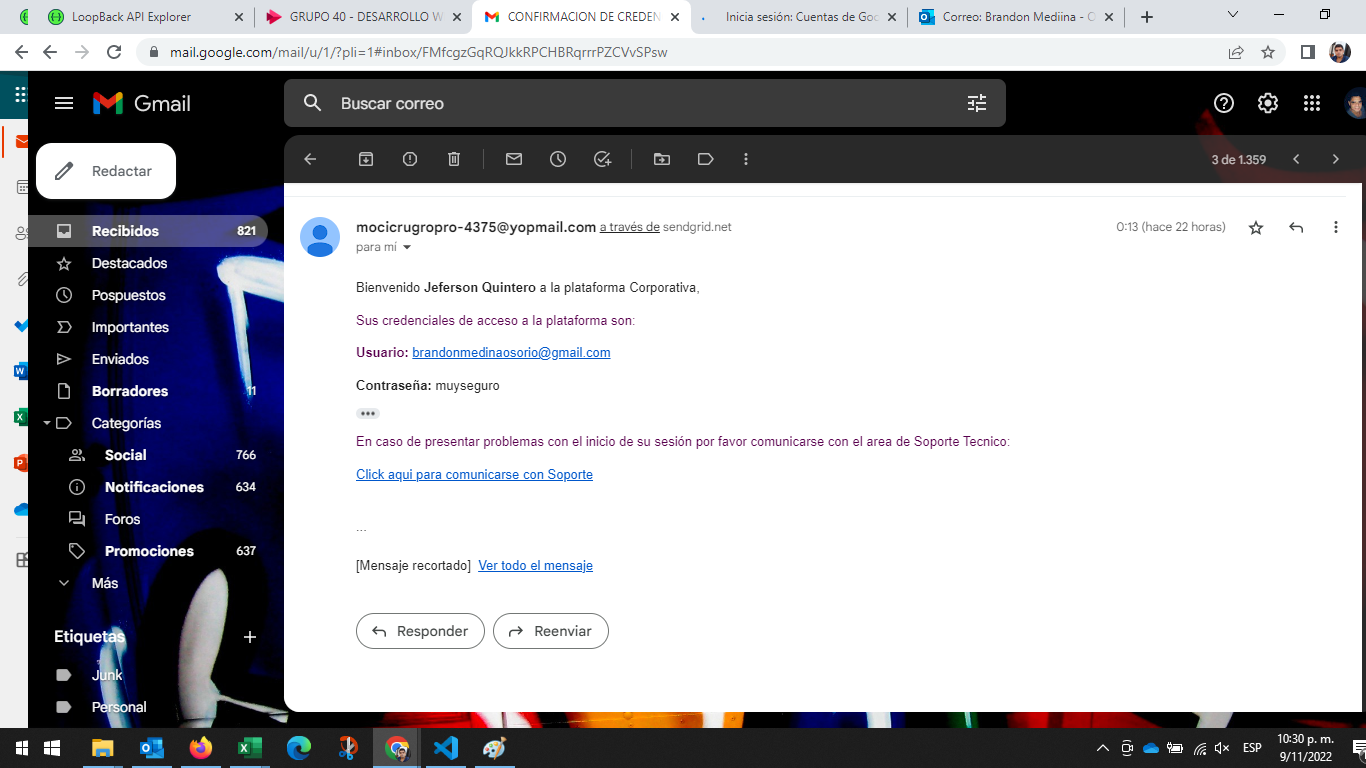 LoopBack API Explorer
GRUPO 40 - DESARROLLO W
CONFIRMACION DE CREDEN
Inicia sesión: Cuentas de Goo
Correo: Brandon Mediina - O
mail.google.com/mail/u/1/?pli=1#inbox/FMfcgzGqRQJkkRPCHBRqrrrPZCVvSPsw
Gmail
Buscar correo
Redactar
3 de 1.359
Recibidos 821
Destacados
Pospuestos
Importantes
Enviados
Borradores 11
Categorías
Social 766
Notificaciones 634
Foros
Promociones 637
Más
Etiquetas
Junk
Personal
mocicrugropro-4375@yopmail.com a través de sendgrid.net
0:13 (hace 22 horas)
para mí
Bienvenido Jeferson Quintero a la plataforma Corporativa,
Sus credenciales de acceso a la plataforma son:
Usuario: brandonmedinaosorio@gmail.com
Contraseña: muyseguro
En caso de presentar problemas con el inicio de su sesión por favor comunicarse con el area de Soporte Tecnico:
Click aqui para comunicarse con Soporte
...
[Mensaje recortado] Ver todo el mensaje
Responder
Reenviar
ESP
10:30 p. m.
9/11/2022